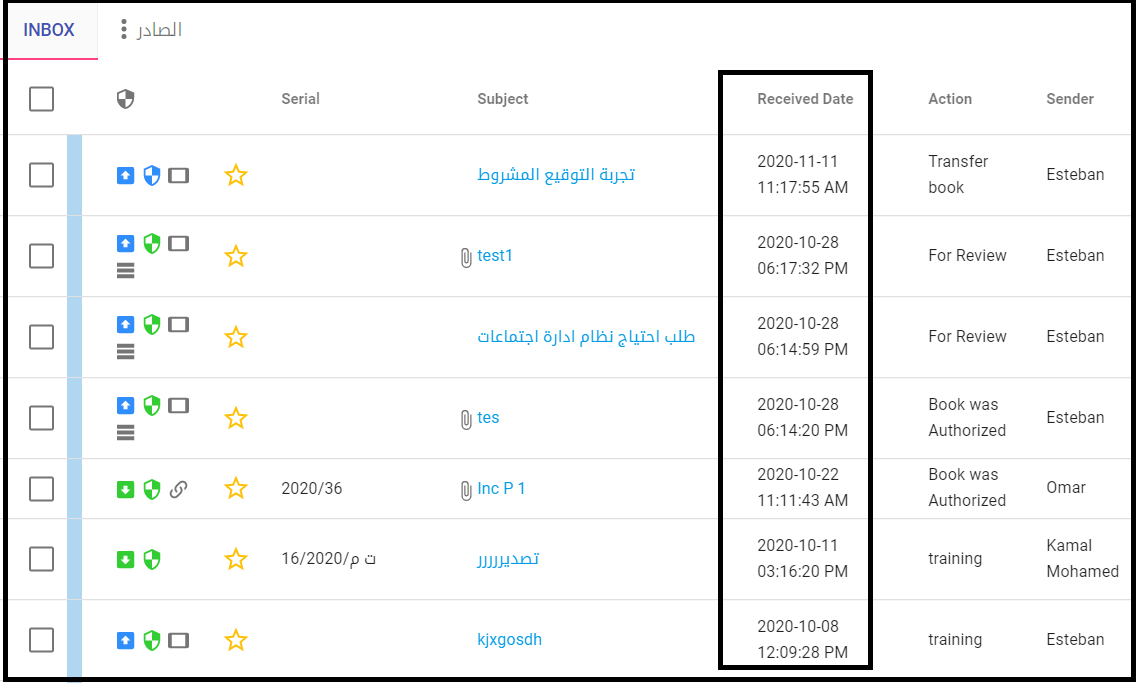 INBOX
الصادر
Serial Subject Received Date Action Sender
تجربة التوقيع المشروط 2020-11-11 11:17:55 AM Transfer book Esteban
test1 2020-10-28 06:17:32 PM For Review Esteban
طلب احتياج نظام ادارة اجتماعات 2020-10-28 06:14:59 PM For Review Esteban
tes 2020-10-28 06:14:20 PM Book was Authorized Esteban
2020/36 Inc P 1 2020-10-22 11:11:43 AM Book was Authorized Omar
ت م/16/2020 تصديررررر 2020-10-11 03:16:20 PM training Kamal Mohamed
kjxgosdh 2020-10-08 12:09:28 PM training Esteban